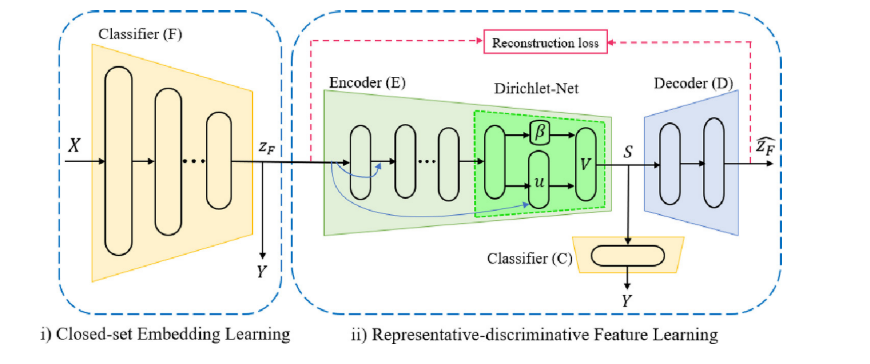 Classifier (F)
X
z_F
Y
Reconstruction loss
Encoder (E)
Dirichlet-Net
Decoder (D)
β
u
V
S
\widehat{z_F}
Classifier (C)
Y
i) Closed-set Embedding Learning
ii) Representative-discriminative Feature Learning